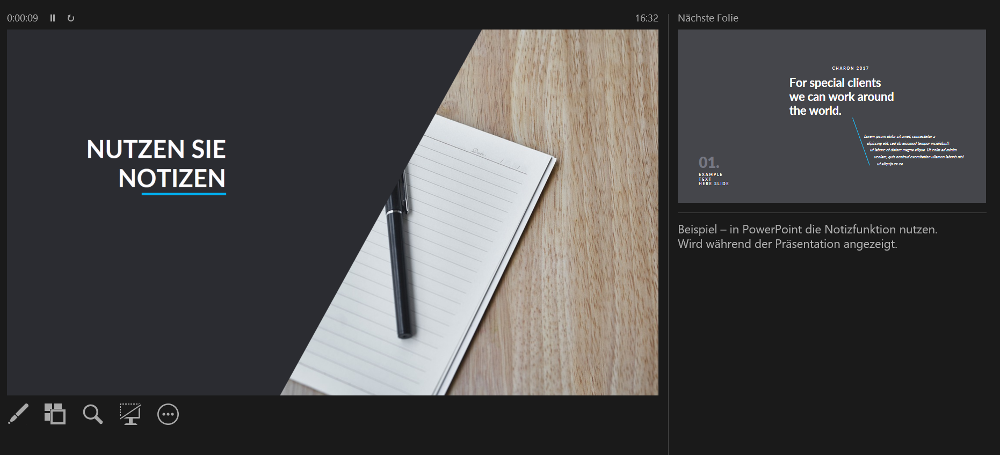 0:00:09
16:32
Nächste Folie
NUTZEN SIE
NOTIZEN
Date:
CHARON 2017
For special clients
we can work around
the world.
Lorem ipsum dolor sit amet, consectetur a
dipiscing elit, sed do eiusmod tempor incididunt
ut labore et dolore magna aliqua. Ut enim ad minim
veniam, quis nostrud exercitation ullamco laboris nisi
ut aliquip ex ea
01.
EXAMPLE
TEXT
HERE SLIDE
Beispiel – in PowerPoint die Notizfunktion nutzen.
Wird während der Präsentation angezeigt.